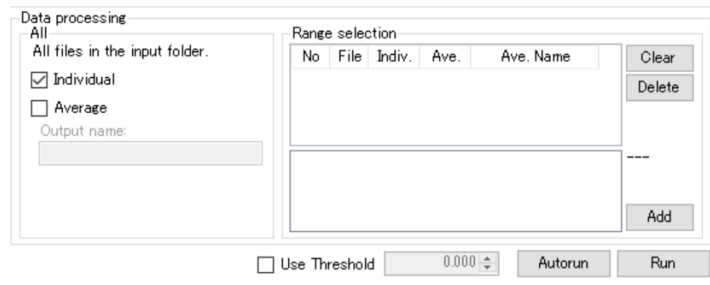 Data processing
All
All files in the input folder.
Individual
Average
Output name:
Range selection
No File Indiv. Ave. Ave. Name
Clear
Delete
---
Add
Use Threshold 0.000 Autorun Run